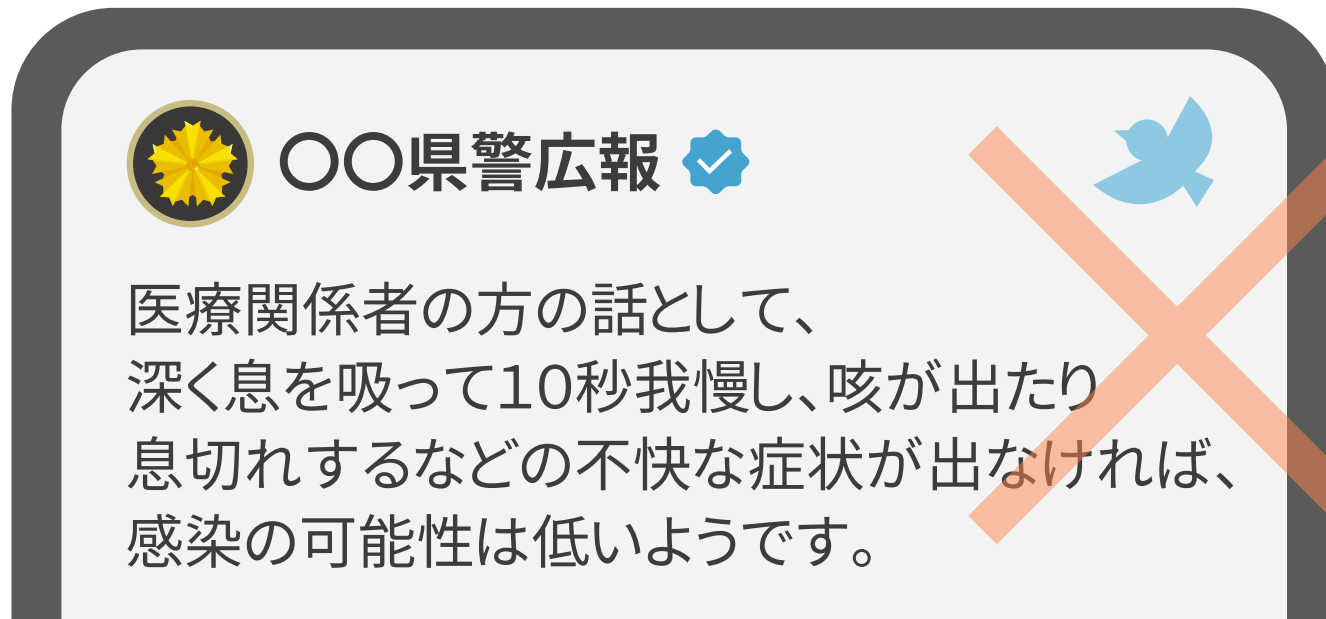 〇〇県警広報
医療関係者の方の話として、
深く息を吸って10秒我慢し、咳が出たり
息切れするなどの不快な症状が出なければ、
感染の可能性は低いようです。